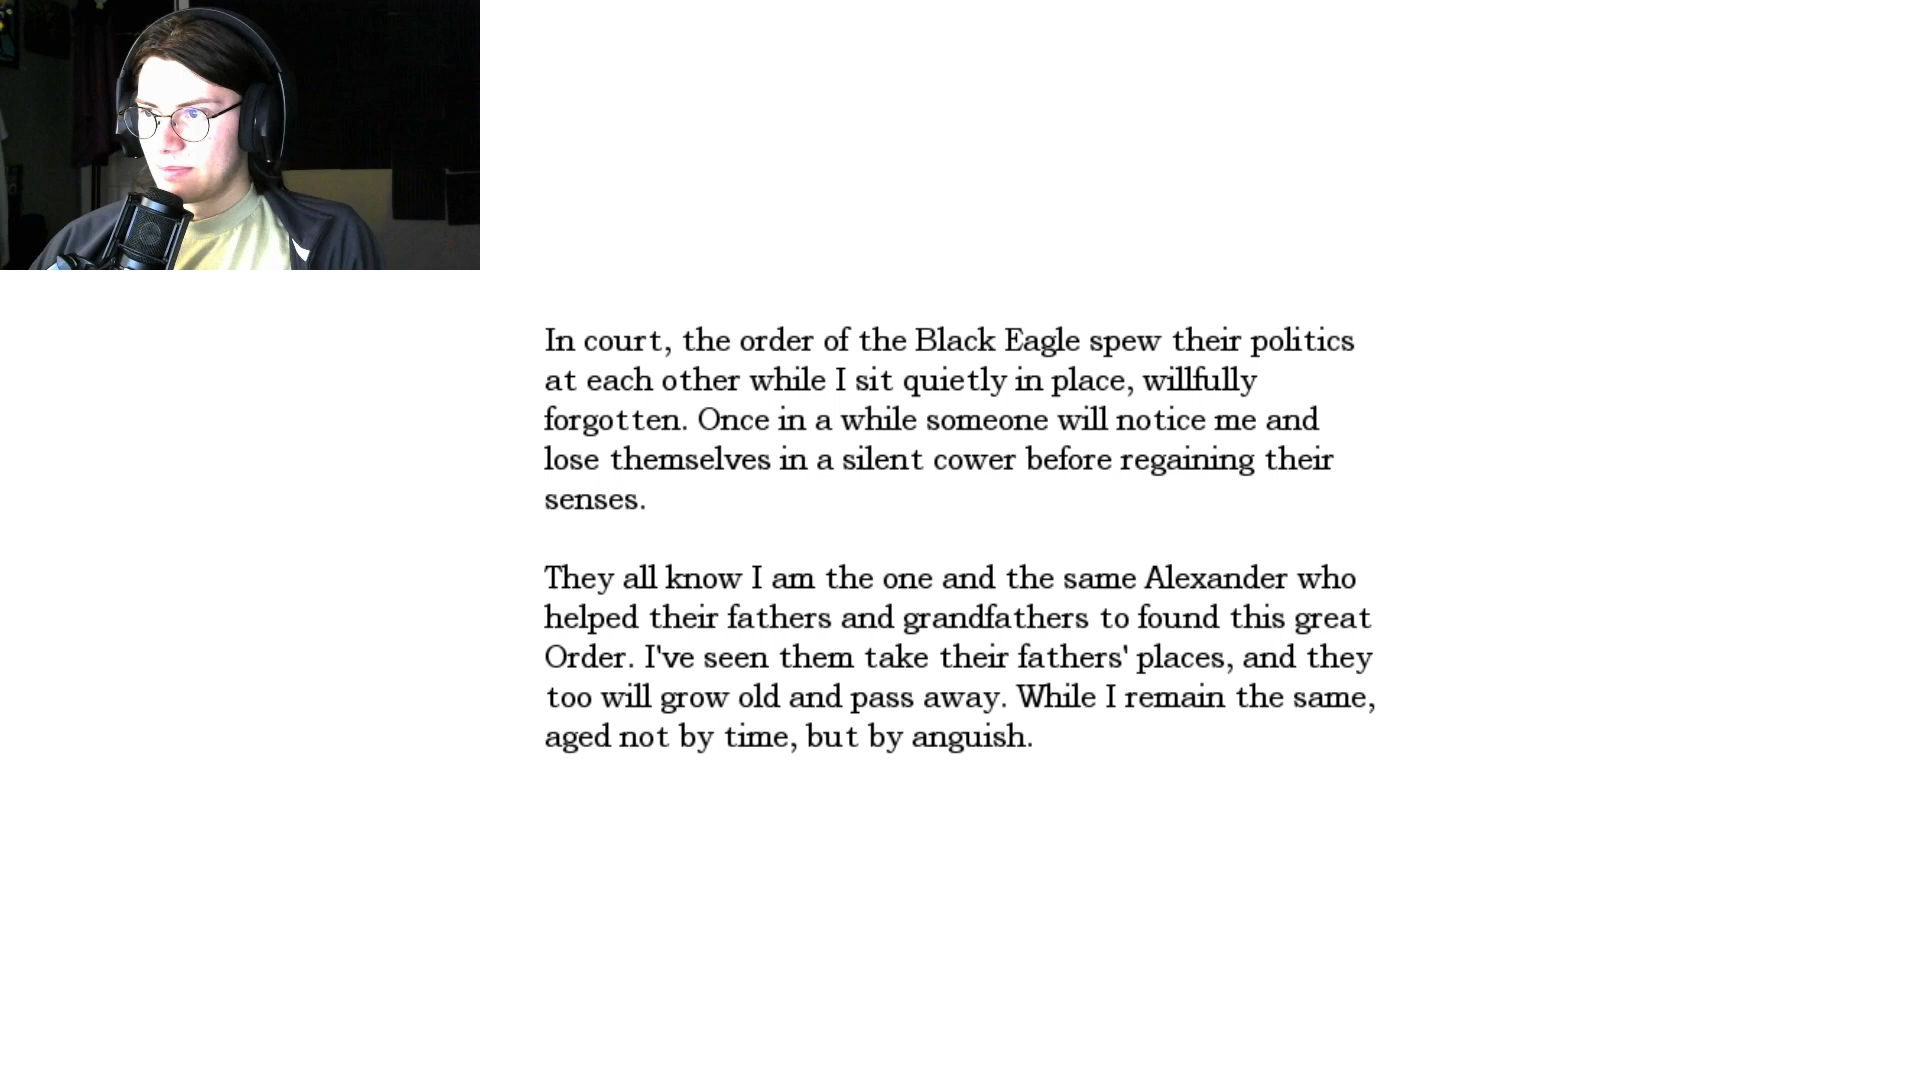 In court, the order of the Black Eagle spew their politics
at each other while I sit quietly in place, willfully
forgotten. Once in a while someone will notice me and
lose themselves in a silent cower before regaining their
senses.
They all know I am the one and the same Alexander who
helped their fathers and grandfathers to found this great
Order. I've seen them take their fathers' places, and they
too will grow old and pass away. While I remain the same,
aged not by time, but by anguish.